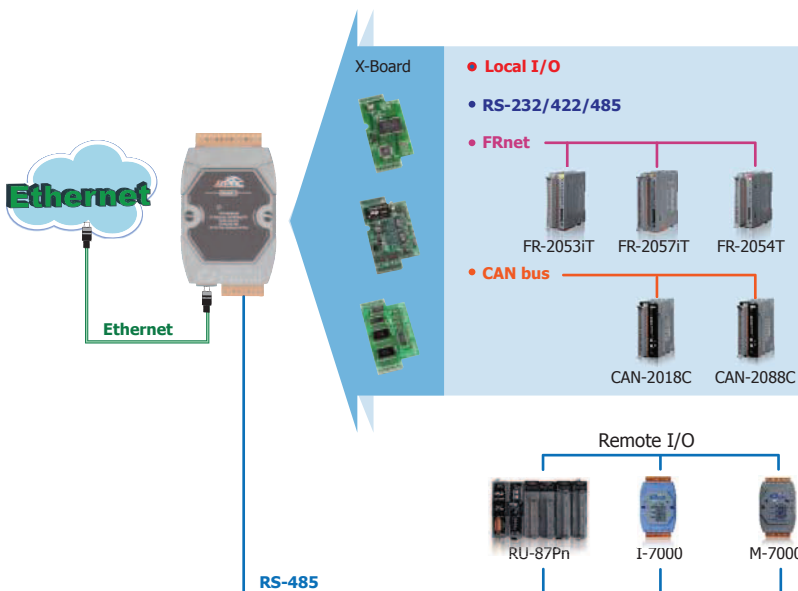 X-Board
• Local I/O
• RS-232/422/485
• FRnet
Ethernet
FR-2053iT FR-2057iT FR-2054T
• CAN bus
Ethernet
CAN-2018C CAN-2088C
Remote I/O
RU-87Pn I-7000 M-7000
RS-485